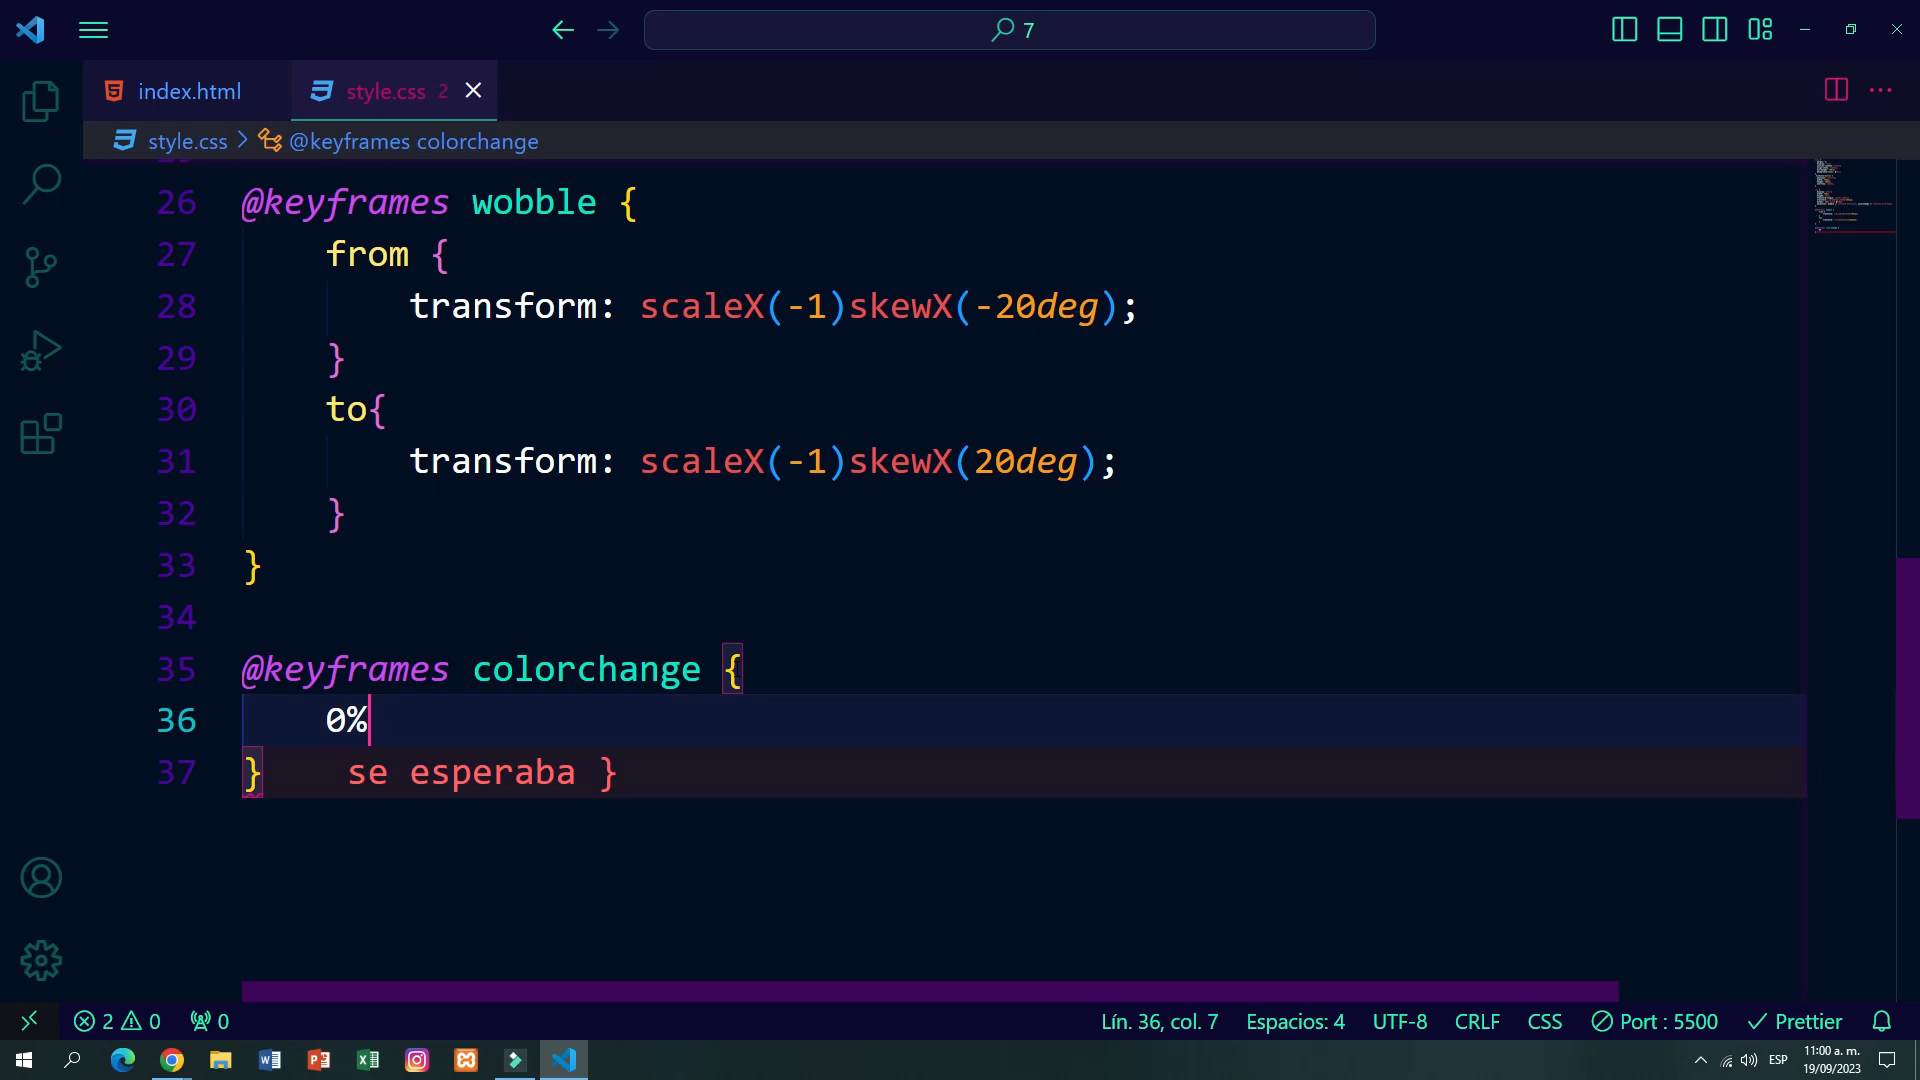 7
index.html
style.css 2
style.css > @keyframes colorchange
26 @keyframes wobble {
27 from {
28 transform: scaleX(-1)skewX(-20deg);
29 }
30 to{
31 transform: scaleX(-1)skewX(20deg);
32 }
33 }
34
35 @keyframes colorchange {
36 0%
37 } se esperaba }
2 0 0 Lín. 36, col. 7 Espacios: 4 UTF-8 CRLF CSS Port : 5500 Prettier
ESP
11:00 a. m.
19/09/2023